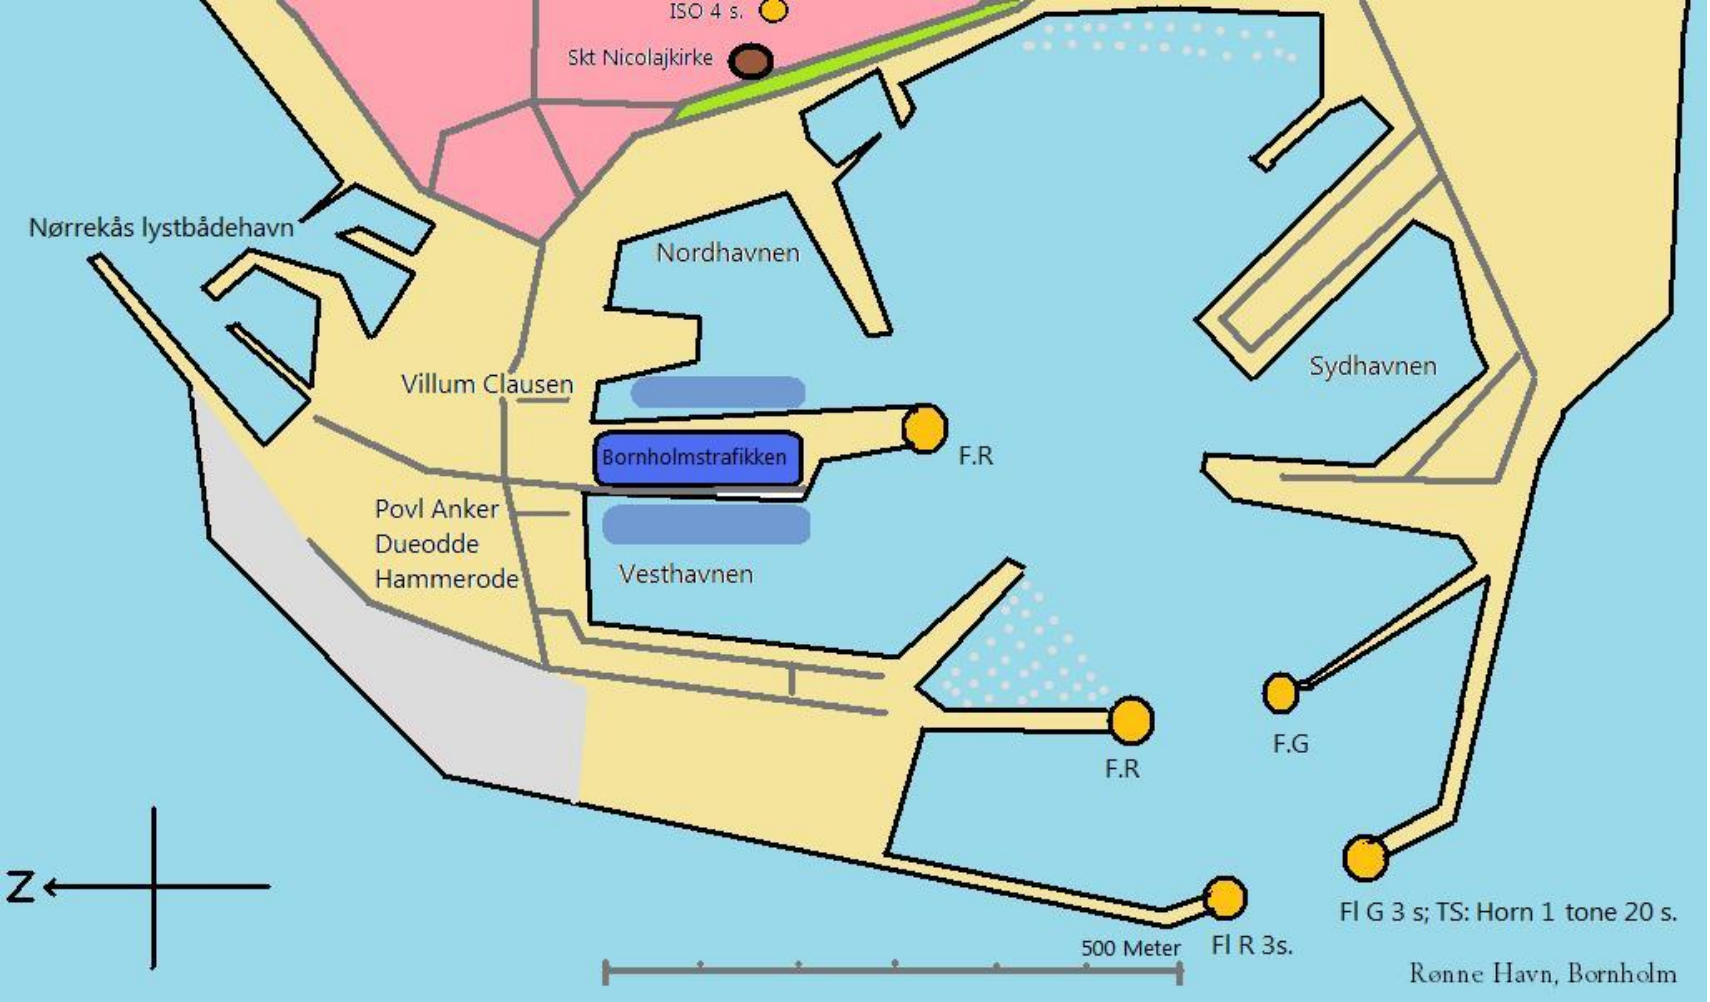 ISO 4 s.
Skt Nicolajkirke
Nørrekås lystbådehavn
Nordhavnen
Sydhavnen
Villum Clausen
Bornholmstrafikken
F.R
Povl Anker
Dueodde
Hammerode
Vesthavnen
F.R
F.G
Z
Fl G 3 s; TS: Horn 1 tone 20 s.
Fl R 3s.
500 Meter
Rønne Havn, Bornholm